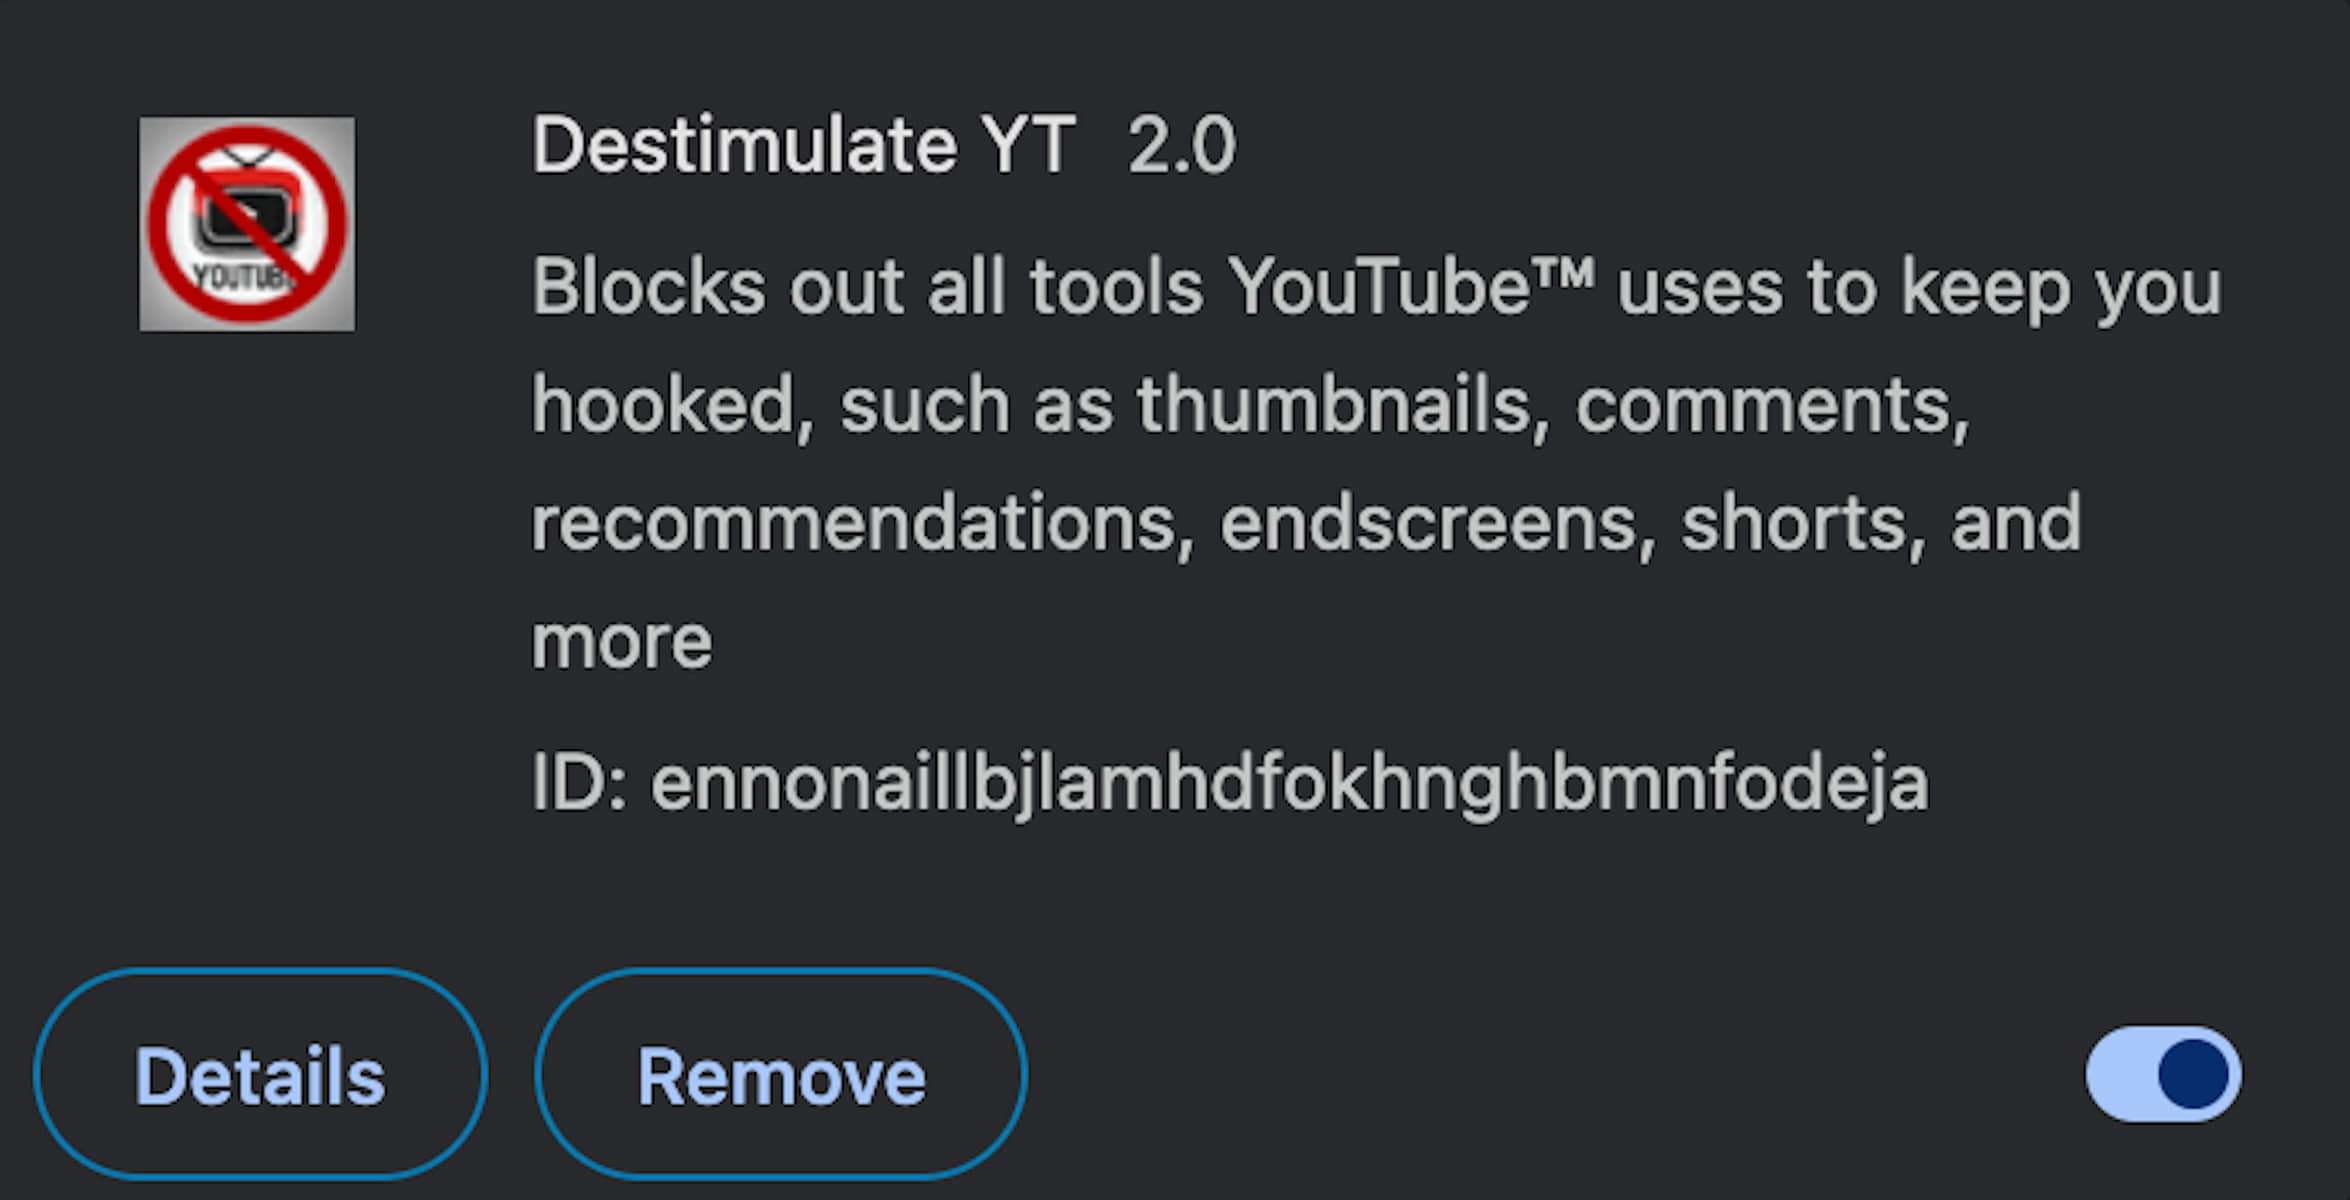 YOUTUBE
Destimulate YT 2.0
Blocks out all tools YouTube™ uses to keep you
hooked, such as thumbnails, comments,
recommendations, endscreens, shorts, and
more
ID: ennonaillbjlamhdfokhnghbmnfodeja
Details
Remove